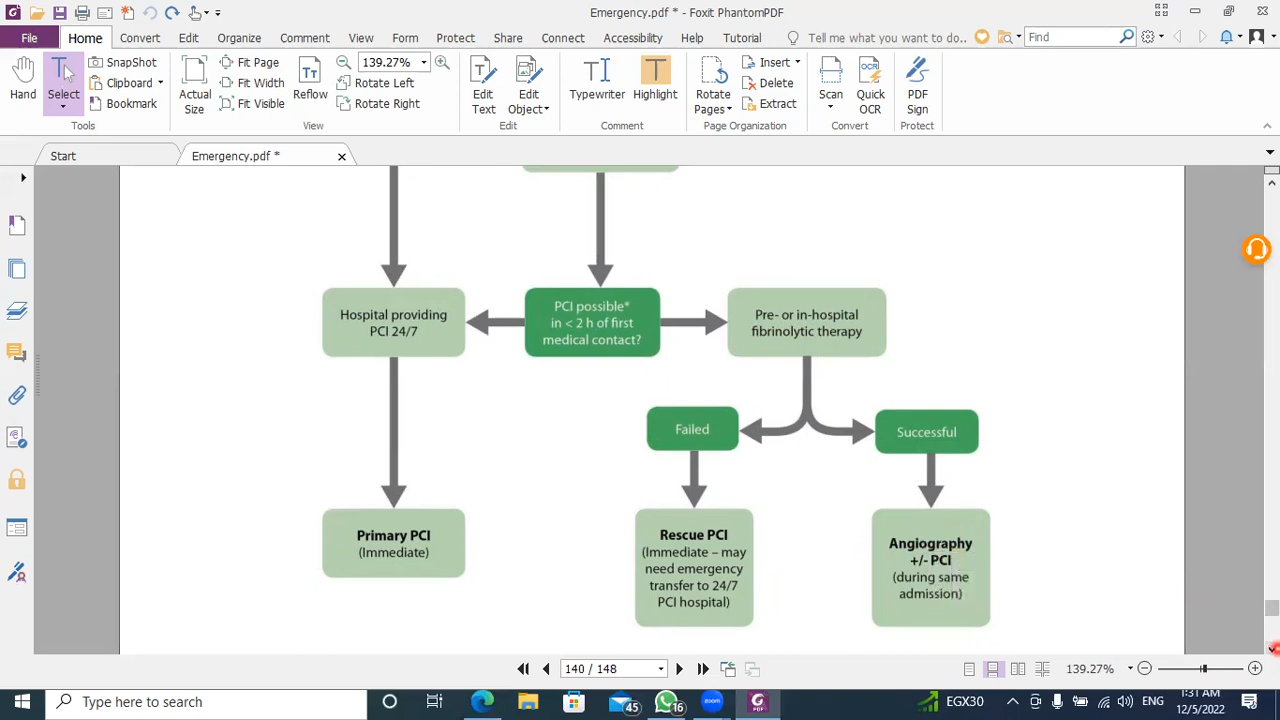 Emergency.pdf * - Foxit PhantomPDF
File
Home
Convert
Edit
Organize
Comment
View
Form
Protect
Share
Connect
Accessibility
Help
Tutorial
Tell me what you want to do..
Find
Hand
Select
SnapShot
Clipboard
Bookmark
Tools
Actual
Size
Fit Page
Fit Width
Fit Visible
Reflow
139.27%
Rotate Left
Rotate Right
View
Edit
Text
Edit
Object
Edit
Typewriter
Highlight
Comment
Rotate
Pages
Insert
Delete
Extract
Page Organization
Scan
Quick
OCR
Convert
PDF
Sign
Protect
Start
Emergency.pdf *
Hospital providing
PCI 24/7
PCI possible*
in < 2 h of first
medical contact?
Pre- or in-hospital
fibrinolytic therapy
Failed
Successful
Primary PCI
(Immediate)
Rescue PCI
(Immediate – may
need emergency
transfer to 24/7
PCI hospital)
Angiography
+/- PCI
(during same
admission)
140 / 148
139.27%
Type here to search
45
16
zoom
PDF
EGX30
ENG
1:31 AM
12/5/2022